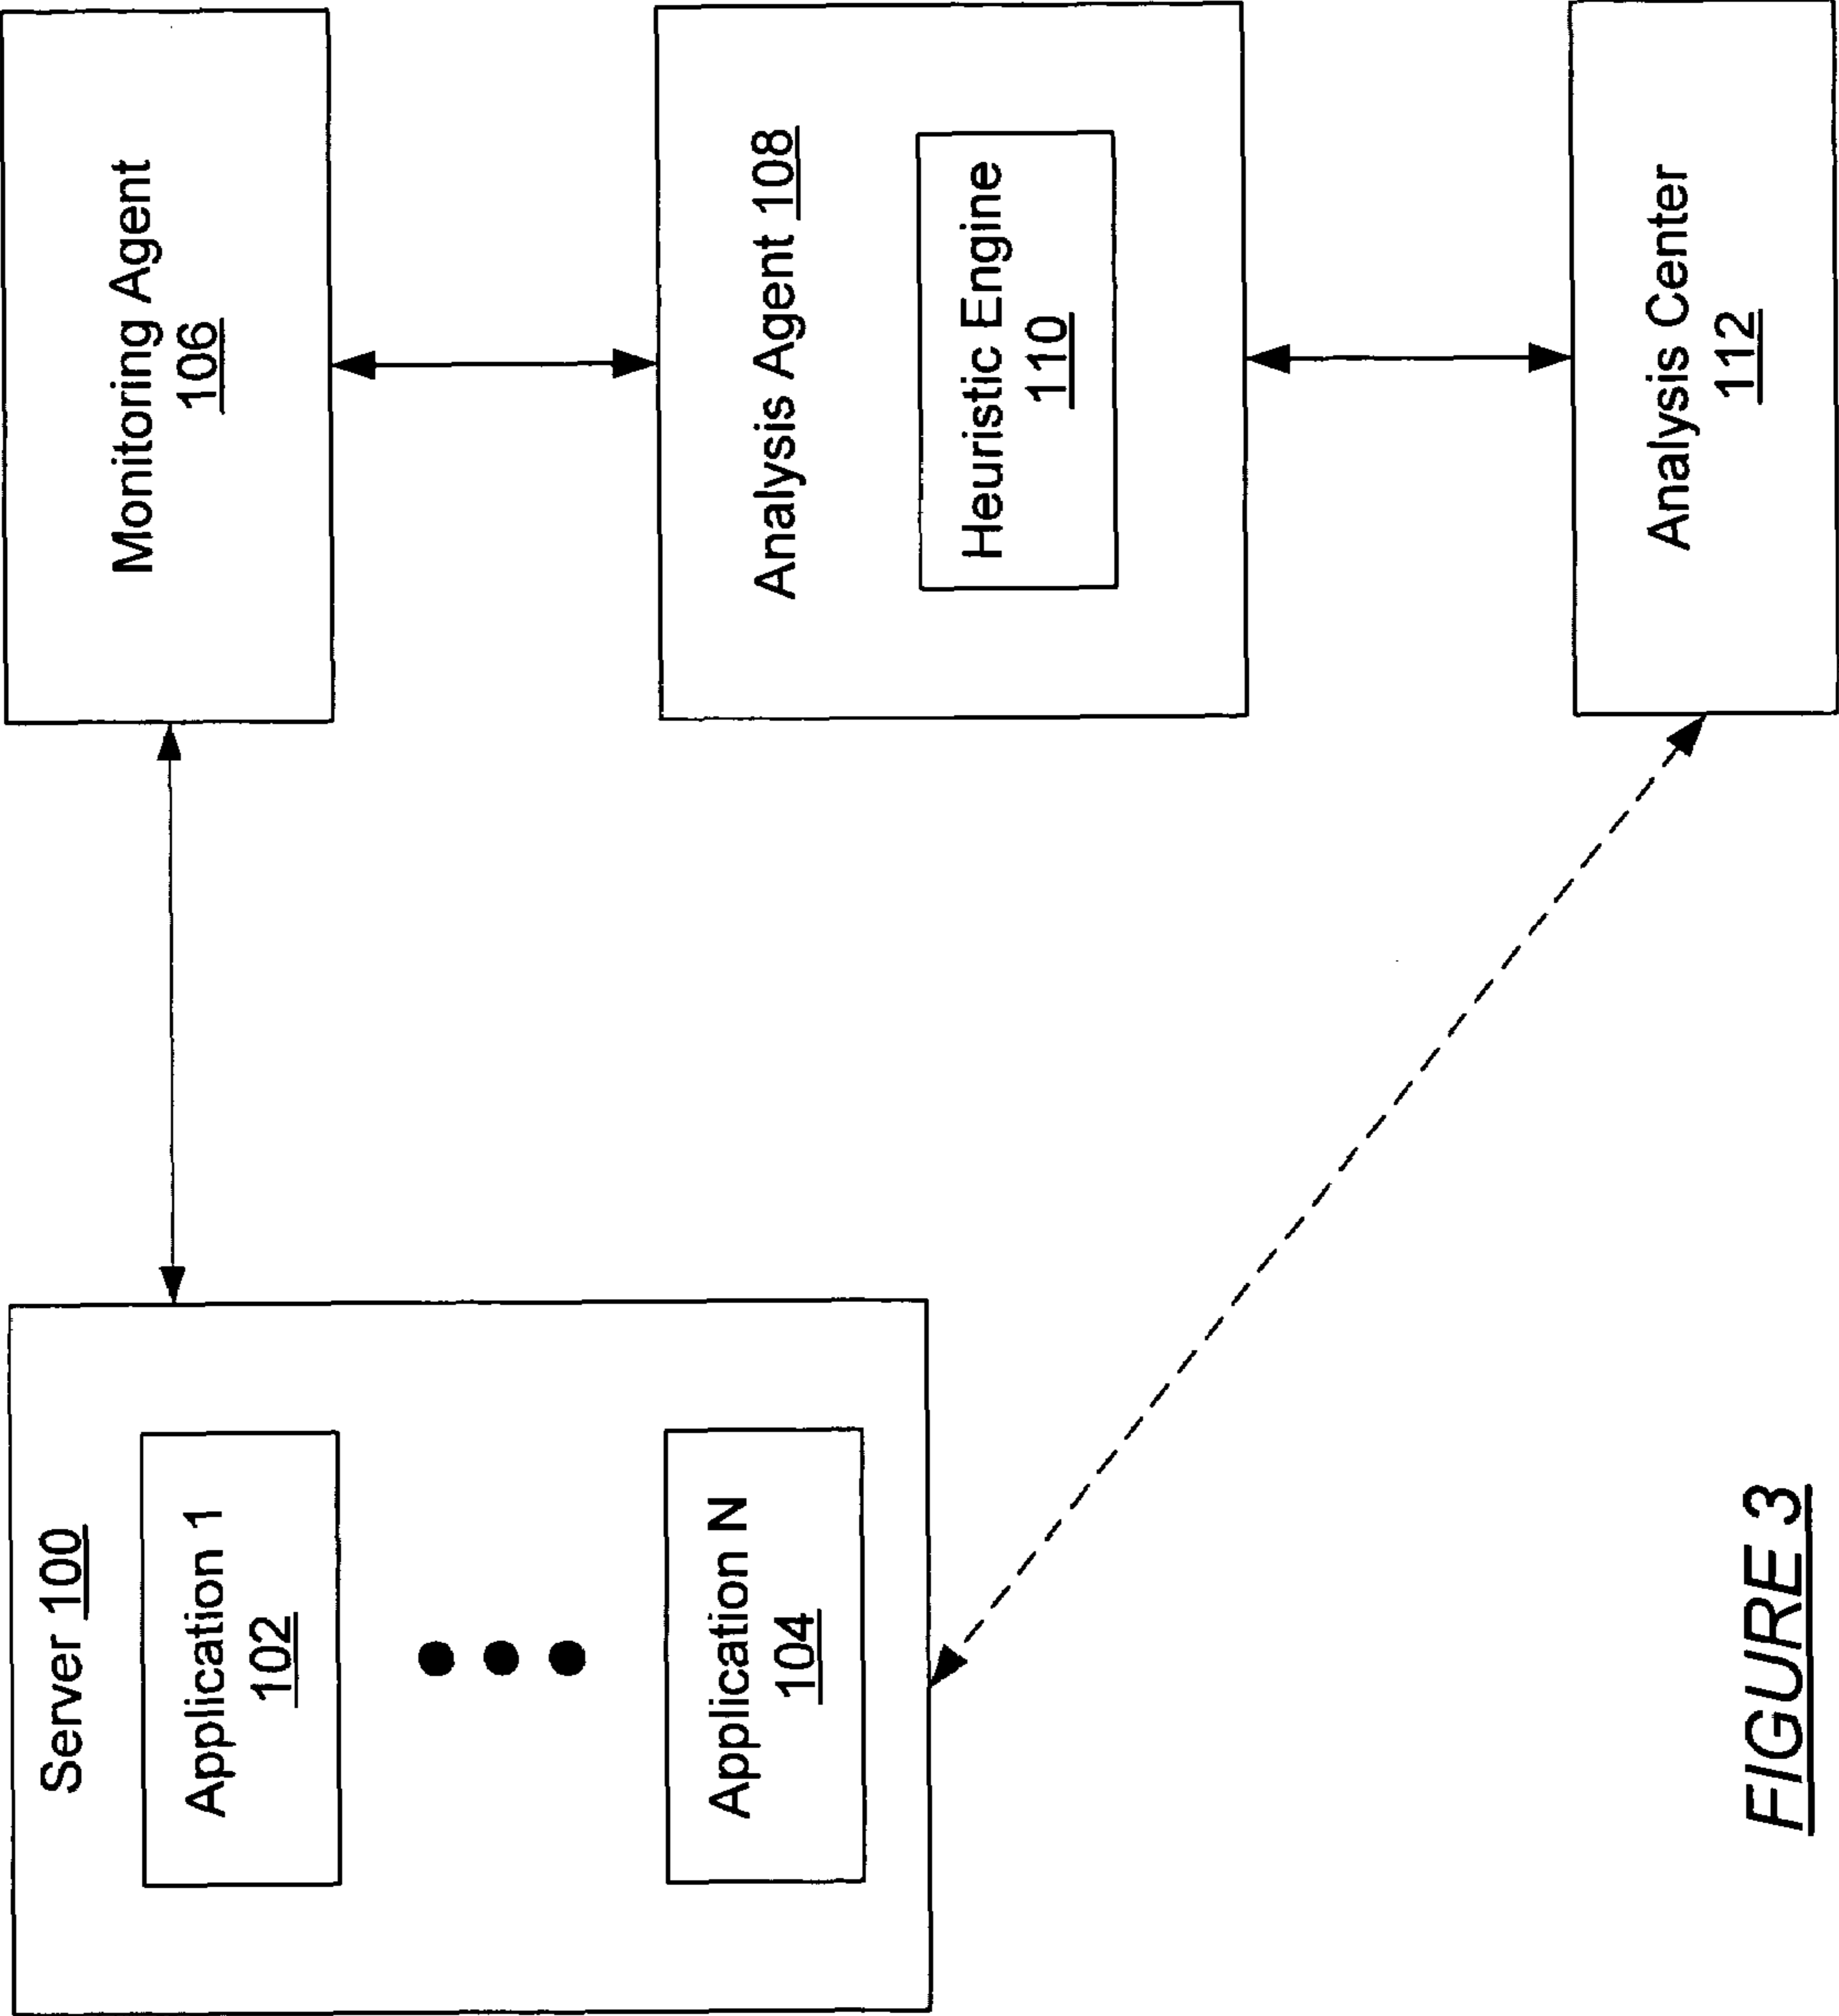 Server 100
Application 1
102
Application N
104
Monitoring Agent
106
Analysis Agent 108
Heuristic Engine
110
Analysis Center
112
FIGURE 3